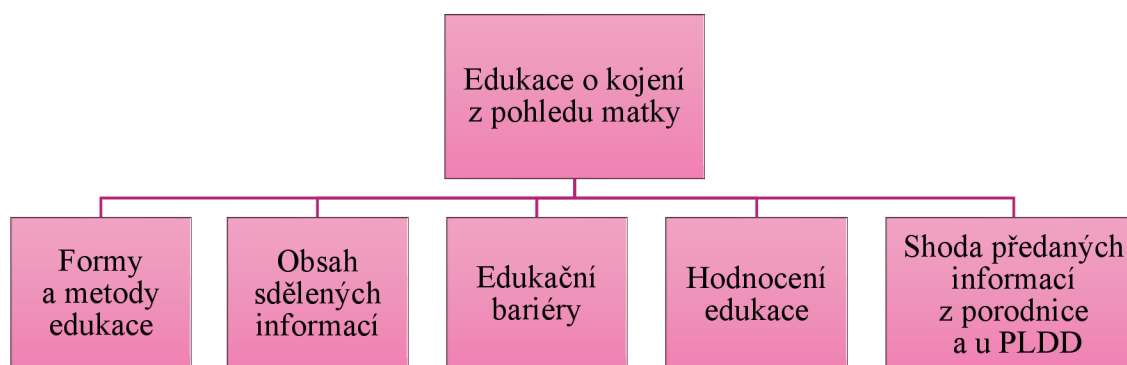 Edukace o kojení
z pohledu matky
Formy
a metody
edukace
Obsah
sdělených
informací
Edukační
bariéry
Hodnocení
edukace
Shoda předaných
informací
z porodnice
a u PLDD